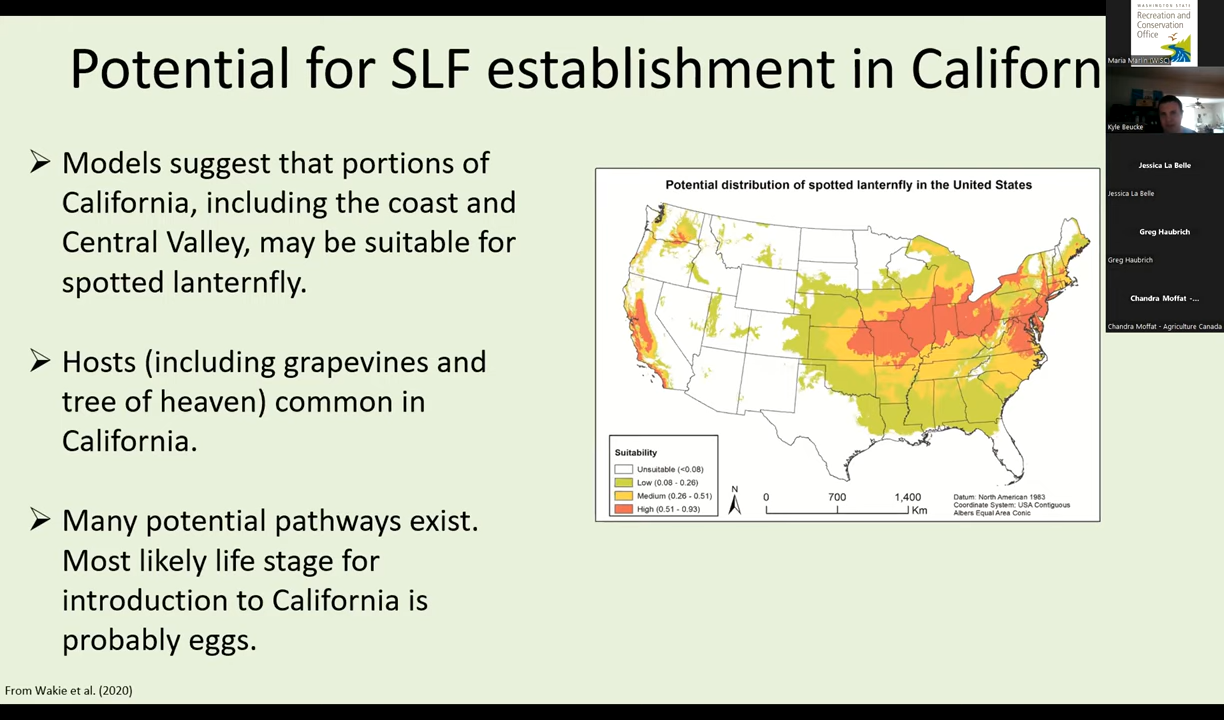 Potential for SLF establishment in Californ
➢ Models suggest that portions of
California, including the coast and
Central Valley, may be suitable for
spotted lanternfly.
➢ Hosts (including grapevines and
tree of heaven) common in
California.
➢ Many potential pathways exist.
Most likely life stage for
introduction to California is
probably eggs.
From Wakie et al. (2020)
Potential distribution of spotted lanternfly in the United States
Suitability
Unsuitable (<0.08)
Low (0.08 - 0.26)
Medium (0.26 - 0.51)
High (0.51 - 0.93)
N
0 700 1,400
Km
Datum: North American 1983
Coordinate System: USA Contiguous
Albers Equal Area Conic
WASHINGTON STATE
Recreation and
Conservation
Office
Maria Marlin (WISC)
Kyle Beucke
Jessica La Belle
Jessica La Belle
Greg Haubrich
Greg Haubrich
Chandra Moffat -...
Chandra Moffat - Agriculture Canada